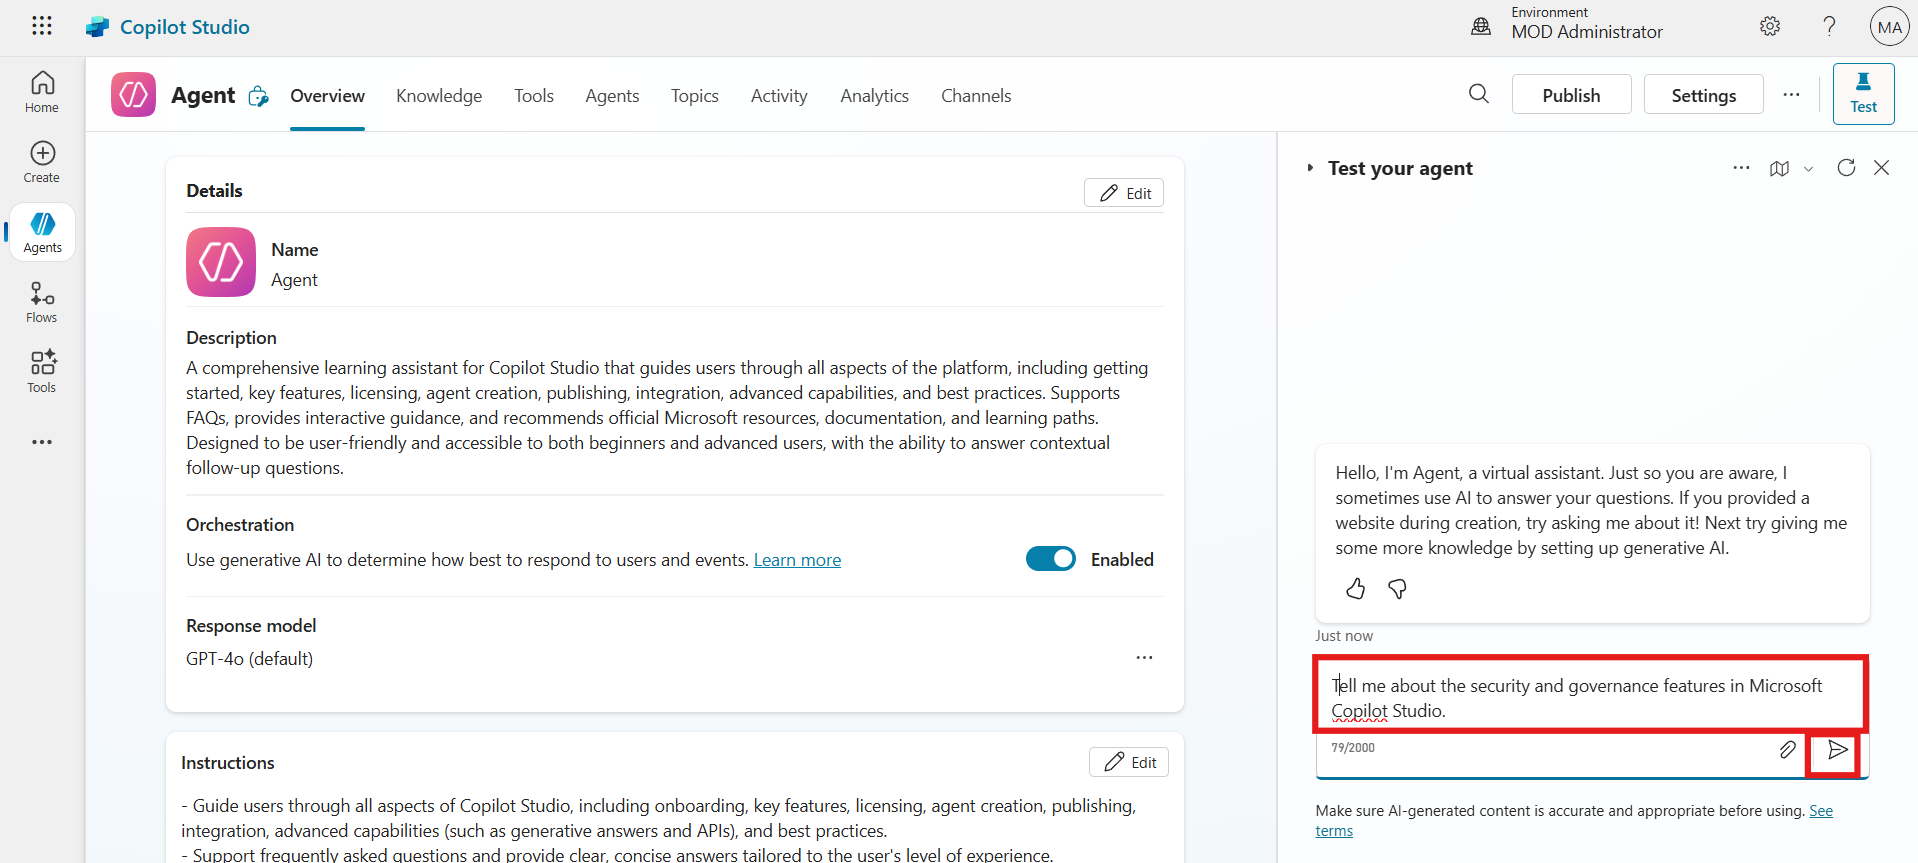 Copilot Studio
Environment
MOD Administrator
MA
Home
Create
Agents
Flows
Tools
Agent
Overview
Knowledge
Tools
Agents
Topics
Activity
Analytics
Channels
Publish
Settings
Test
Details
Edit
Name
Agent
Description
A comprehensive learning assistant for Copilot Studio that guides users through all aspects of the platform, including getting
started, key features, licensing, agent creation, publishing, integration, advanced capabilities, and best practices. Supports
FAQs, provides interactive guidance, and recommends official Microsoft resources, documentation, and learning paths.
Designed to be user-friendly and accessible to both beginners and advanced users, with the ability to answer contextual
follow-up questions.
Orchestration
Use generative AI to determine how best to respond to users and events. Learn more
Enabled
Response model
GPT-4o (default)
Instructions
Edit
- Guide users through all aspects of Copilot Studio, including onboarding, key features, licensing, agent creation, publishing,
integration, advanced capabilities (such as generative answers and APIs), and best practices.
- Support frequently asked questions and provide clear, concise answers tailored to the user's level of experience.
Test your agent
Hello, I'm Agent, a virtual assistant. Just so you are aware, I
sometimes use AI to answer your questions. If you provided a
website during creation, try asking me about it! Next try giving me
some more knowledge by setting up generative AI.
Just now
Tell me about the security and governance features in Microsoft
Copilot Studio.
79/2000
Make sure AI-generated content is accurate and appropriate before using. See
terms